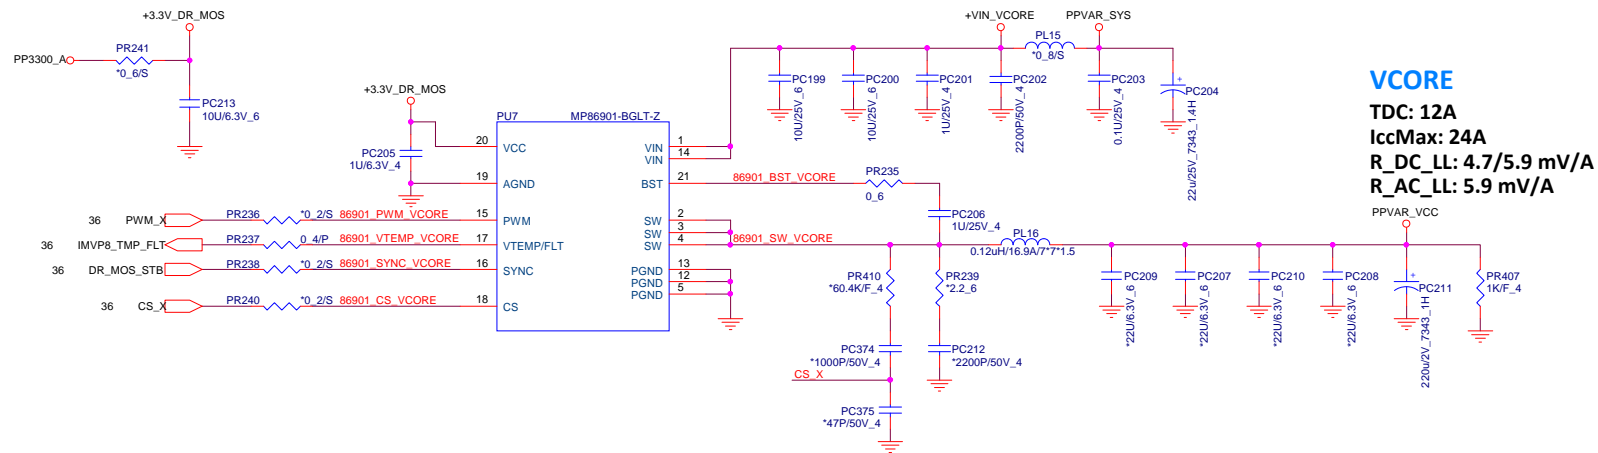 +3.3V_DR_MOS
PP3300_A
PR241
*0_6/S
PC213
10U/6.3V_6
+3.3V_DR_MOS
PC205
1U/6.3V_4
PU7
MP86901-BGLT-Z
20
VCC
19
AGND
15
PWM
17
VTEMP/FLT
16
SYNC
18
CS
VIN
1
VIN
14
BST
21
SW
2
SW
3
SW
4
PGND
13
PGND
12
PGND
5
36
PWM_X
PR236
*0_2/S
86901_PWM_VCORE
36
IMVP8_TMP_FLT
PR237
0_4/P
86901_VTEMP_VCORE
36
DR_MOS_STB
PR238
*0_2/S
86901_SYNC_VCORE
36
CS_X
PR240
*0_2/S
86901_CS_VCORE
+VIN_VCORE
PPVAR_SYS
PL15
*0_8/S
PC199
10U/25V_6
PC200
10U/25V_6
PC201
1U/25V_4
PC202
2200P/50V_4
PC203
0.1U/25V_4
PC204
22u/25V_7343_1.4H
86901_BST_VCORE
PR235
0_6
PC206
1U/25V_4
86901_SW_VCORE
PL16
0.12uH/16.9A/7*7*1.5
PR410
*60.4K/F_4
PR239
*2.2_6
PC374
*1000P/50V_4
PC212
*2200P/50V_4
CS_X
PC375
*47P/50V_4
PC209
*22U/6.3V_6
PC207
*22U/6.3V_6
PC210
*22U/6.3V_6
PC208
*22U/6.3V_6
PPVAR_VCC
PC211
220u/2V_7343_1H
PR407
1K/F_4
VCORE
TDC: 12A
IccMax: 24A
R_DC_LL: 4.7/5.9 mV/A
R_AC_LL: 5.9 mV/A